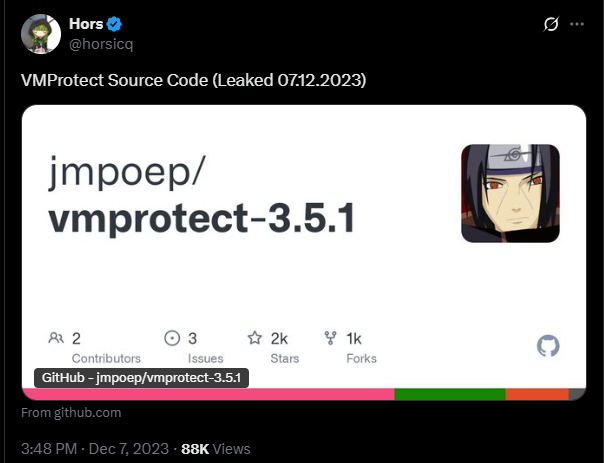 Hors
@horsicq
VMProtect Source Code (Leaked 07.12.2023)
jmpoep/
vmprotect-3.5.1
2 Contributors
3 Issues
2k Stars
1k Forks
GitHub - jmpoep/vmprotect-3.5.1
From github.com
3:48 PM · Dec 7, 2023 · 88K Views